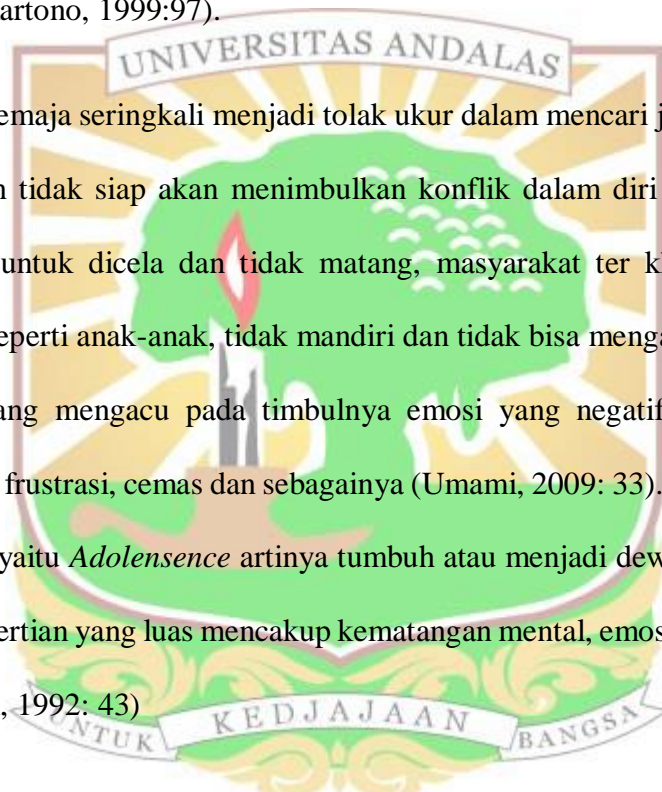 artono, 1999:97).
UNIVERSITAS ANDALAS
emaja seringkali menjadi tolak ukur dalam mencari j
tidak siap akan menimbulkan konflik dalam diri
untuk dicela dan tidak matang, masyarakat ter k
eperti anak-anak, tidak mandiri dan tidak bisa menga
ang mengacu pada timbulnya emosi yang negatif
frustrasi, cemas dan sebagainya (Umami, 2009: 33).
yaitu Adolensence artinya tumbuh atau menjadi dew
ertian yang luas mencakup kematangan mental, emos
, 1992: 43)
UNTUK KEDJAJAAN BANGSA